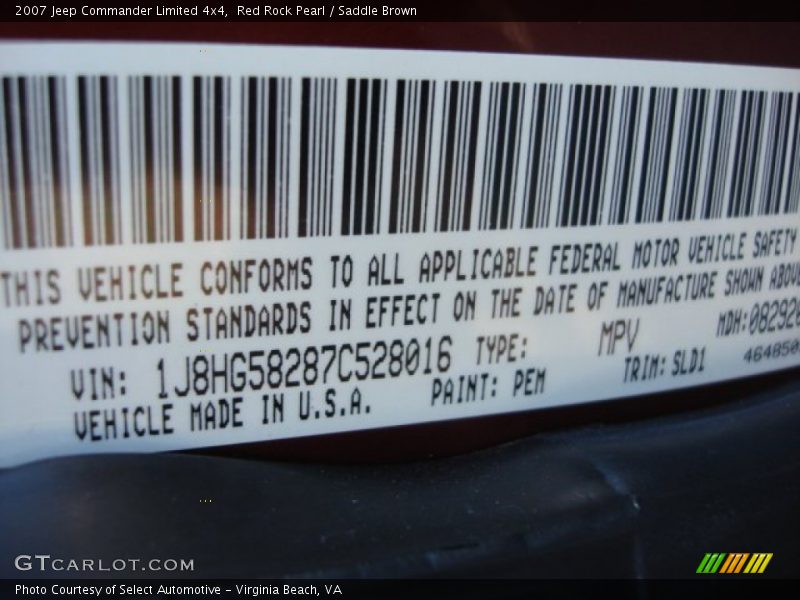 2007 Jeep Commander Limited 4x4,  Red Rock Pearl / Saddle Brown
THIS VEHICLE CONFORMS TO ALL APPLICABLE FEDERAL MOTOR VEHICLE SAFETY
PREVENTION STANDARDS IN EFFECT ON THE DATE OF MANUFACTURE SHOWN ABOVE
VIN: 1J8HG58287C528016 TYPE: MPV MDH:08292
VEHICLE MADE IN U.S.A. PAINT: PEM TRIM: SLD1 464850
GTCARLOT.COM
Photo Courtesy of Select Automotive – Virginia Beach, VA